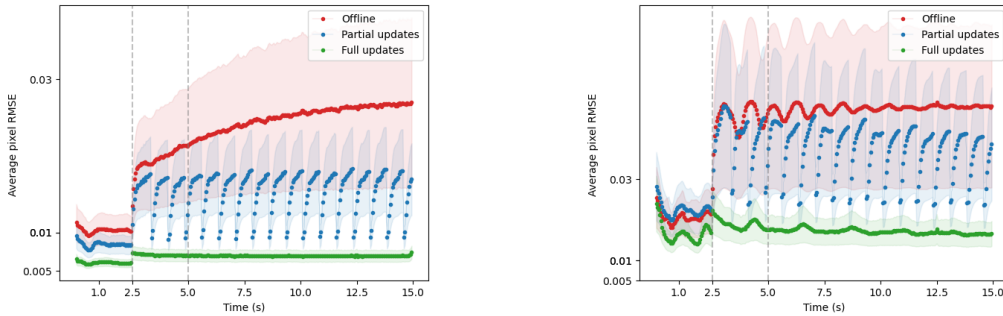 Offline
Partial updates
Full updates
Average pixel RMSE
0.03
0.01
0.005
1.0 2.5 5.0 7.5 10.0 12.5 15.0
Time (s)
Offline
Partial updates
Full updates
Average pixel RMSE
0.03
0.01
0.005
1.0 2.5 5.0 7.5 10.0 12.5 15.0
Time (s)